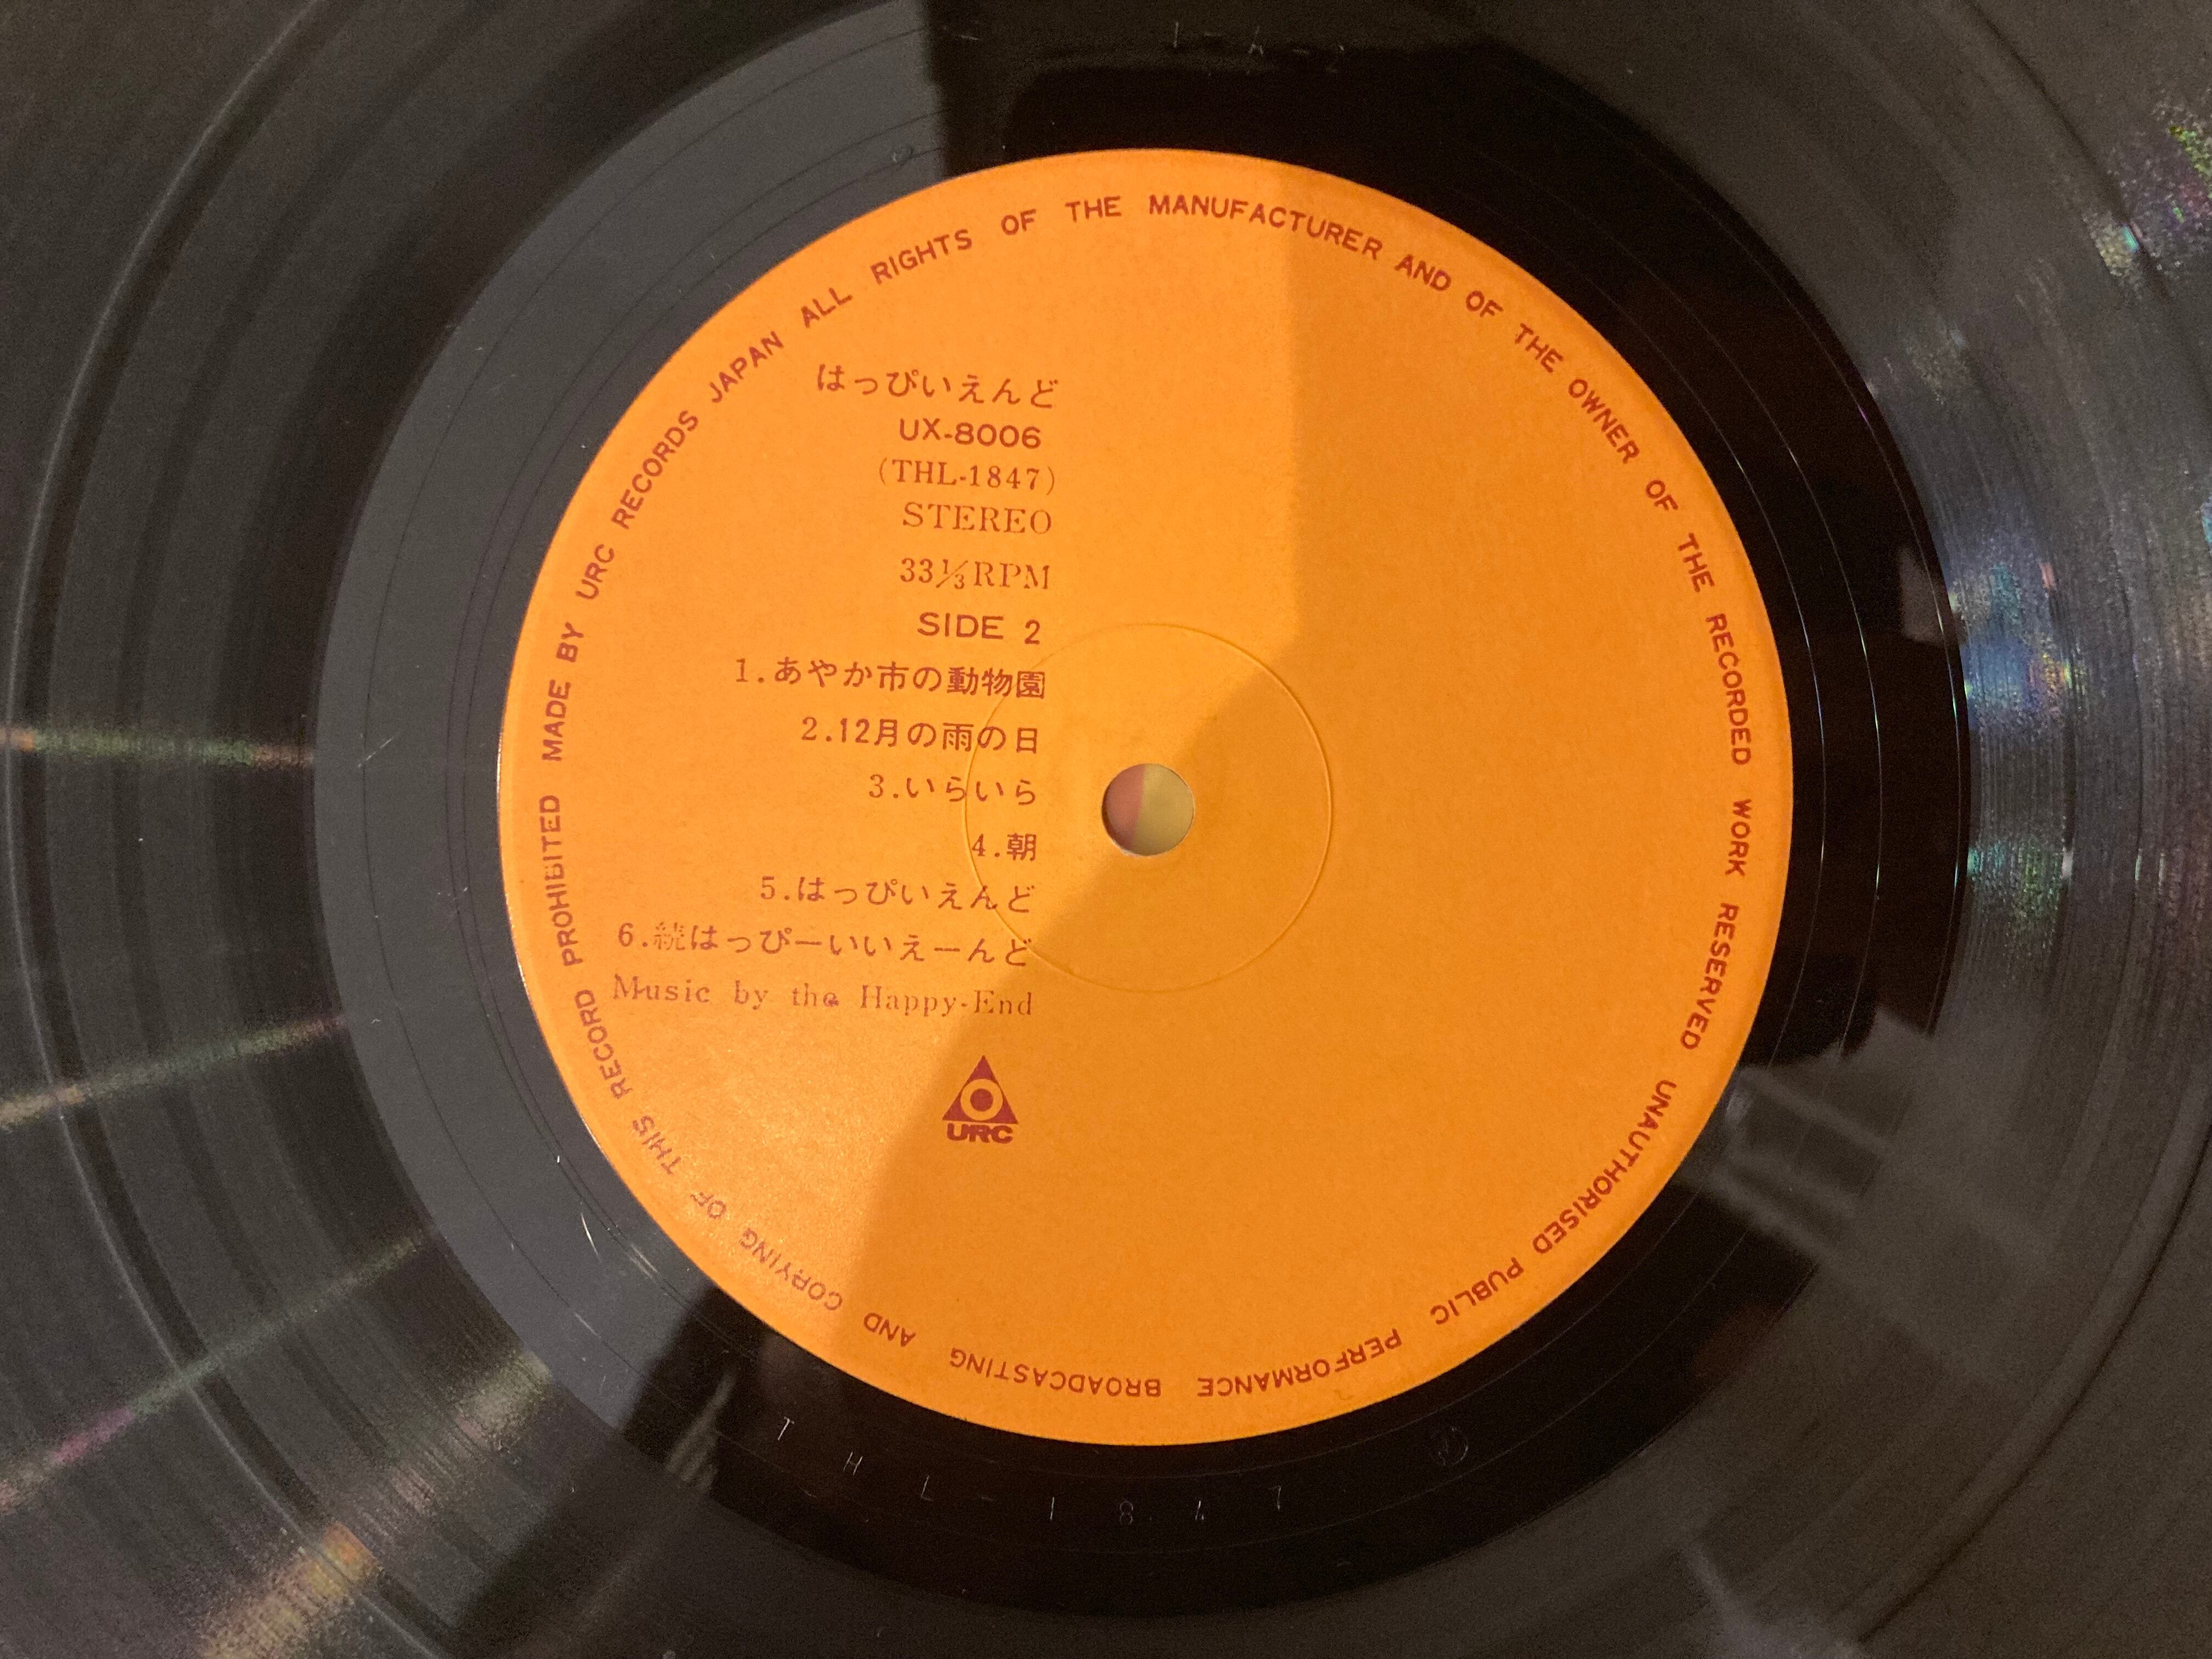 MADE BY URC RECORDS JAPAN ALL RIGHTS OF THE MANUFACTURER AND OF THE OWNER OF THE RECORDED WORK RESERVED UNAUTHORISED PUBLIC PERFORMANCE BROADCASTING AND COPYING OF THIS RECORD PROHIBITED
はっぴいえんど
UX-8006
(THL-1847)
STEREO
33⅓RPM
SIDE 2
1.あやか市の動物園
2.12月の雨の日
3.いらいら
4.朝
5.はっぴいえんど
6.続はっぴーいいえーんど
Music by the Happy-End
URC
THL-1847